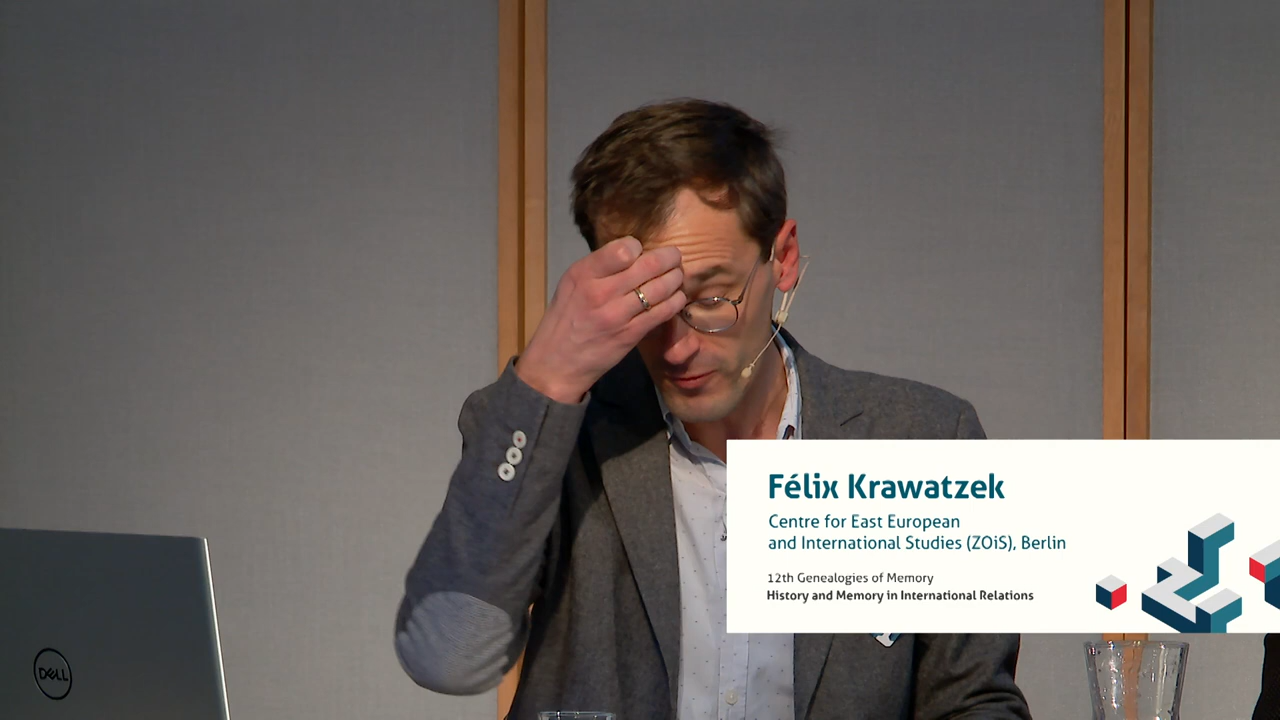 Félix Krawatzek
Centre for East European
and International Studies (ZOiS), Berlin
12th Genealogies of Memory
History and Memory in International Relations
DELL